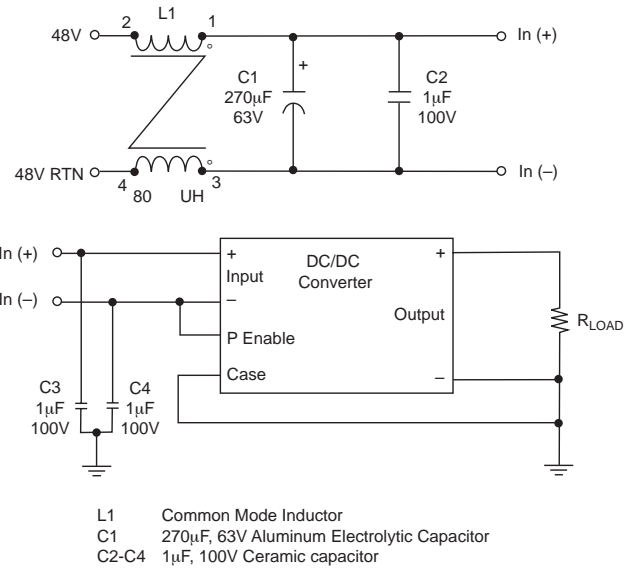 L1
2 1
48V In (+)
+
C1
270µF
63V
C2
1µF
100V
48V RTN In (–)
4 80 UH 3
In (+) + DC/DC +
Input Converter
In (–) –
Output
RLOAD
P Enable
Case –
C3
1µF
100V
C4
1µF
100V
L1 Common Mode Inductor
C1 270µF, 63V Aluminum Electrolytic Capacitor
C2-C4 1µF, 100V Ceramic capacitor